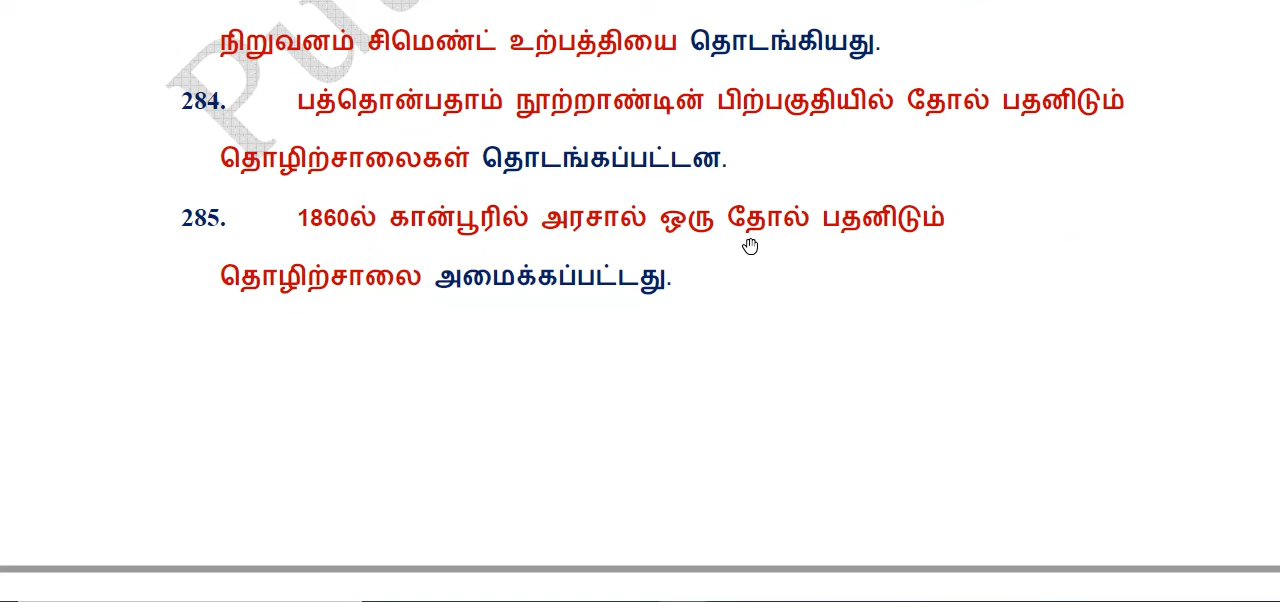 நிறுவனம் சிமெண்ட் உற்பத்தியை தொடங்கியது.
284. பத்தொன்பதாம் நூற்றாண்டின் பிற்பகுதியில் தோல் பதனிடும்
தொழிற்சாலைகள் தொடங்கப்பட்டன.
285. 1860ல் கான்பூரில் அரசால் ஒரு தோல் பதனிடும்
தொழிற்சாலை அமைக்கப்பட்டது.